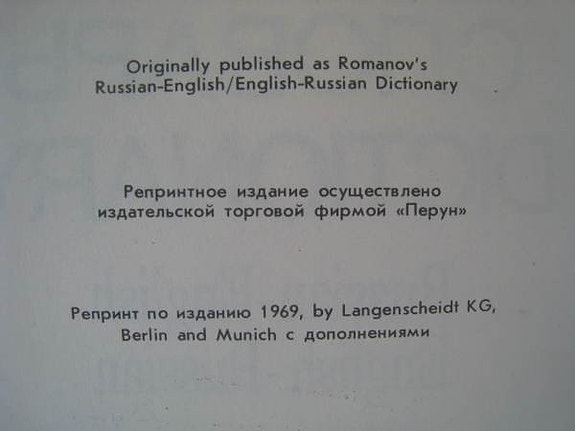 Originally published as Romanov's
Russian-English/English-Russian Dictionary
Репринтное издание осуществлено
издательской торговой фирмой «Перун»
Репринт по изданию 1969, by Langenscheidt KG,
Berlin and Munich с дополнениями